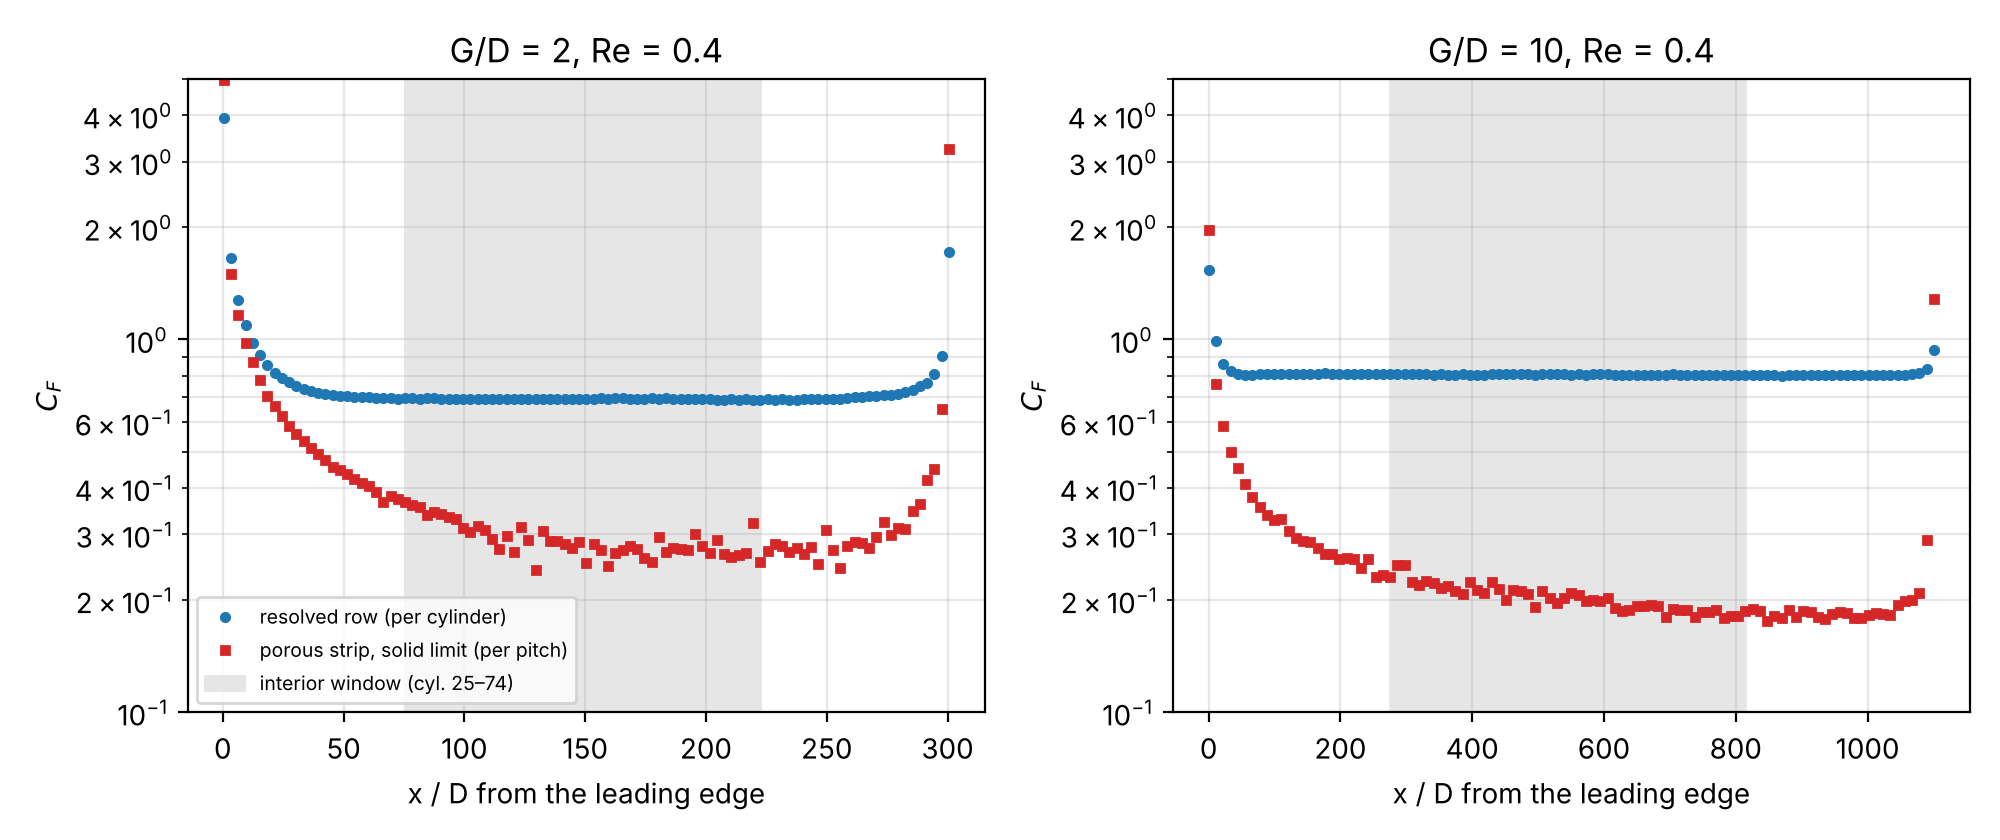 G/D = 2, Re = 0.4
4 × 10⁰
3 × 10⁰
2 × 10⁰
10⁰
6 × 10⁻¹
4 × 10⁻¹
3 × 10⁻¹
2 × 10⁻¹
10⁻¹
C_F
resolved row (per cylinder)
porous strip, solid limit (per pitch)
interior window (cyl. 25–74)
0 50 100 150 200 250 300
x / D from the leading edge
G/D = 10, Re = 0.4
4 × 10⁰
3 × 10⁰
2 × 10⁰
10⁰
6 × 10⁻¹
4 × 10⁻¹
3 × 10⁻¹
2 × 10⁻¹
10⁻¹
C_F
0 200 400 600 800 1000
x / D from the leading edge